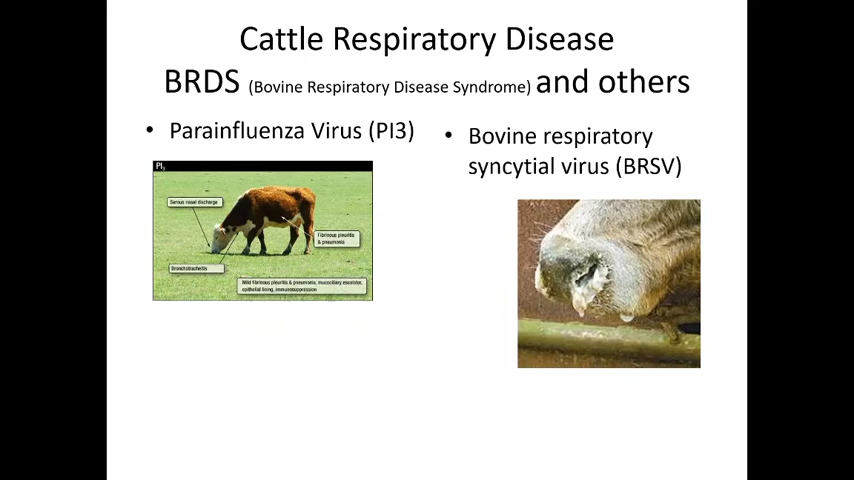 Cattle Respiratory Disease
BRDS (Bovine Respiratory Disease Syndrome) and others
• Parainfluenza Virus (PI3)
• Bovine respiratory
syncytial virus (BRSV)
PI3
Serous nasal discharge
Fibrinous pleuritis
& pneumonia
Bronchotracheitis
Mild fibrinous pleuritis & pneumonia, mucociliary escalator,
epithelial lining, immunosuppression